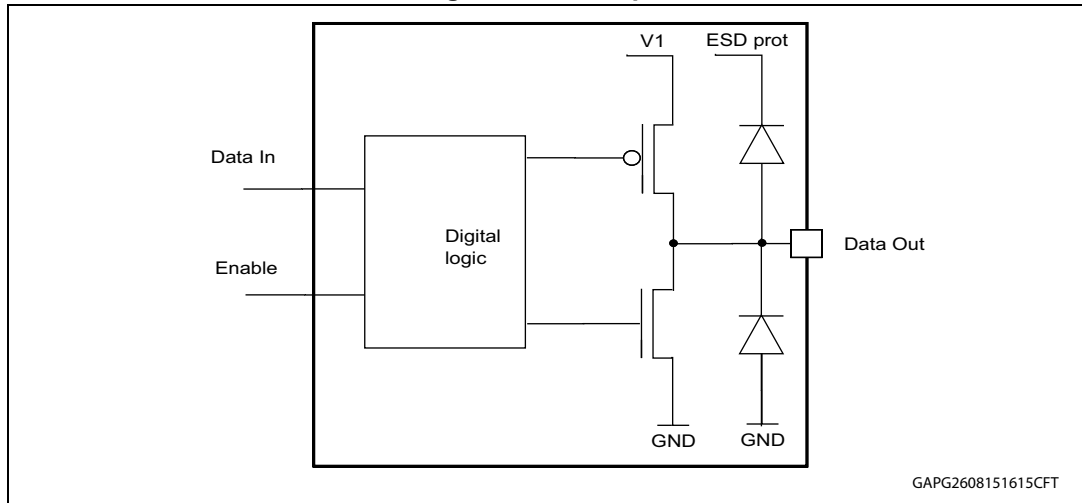 V1
ESD prot
Data In
Digital
logic
Data Out
Enable
GND
GND
GAPG2608151615CFT